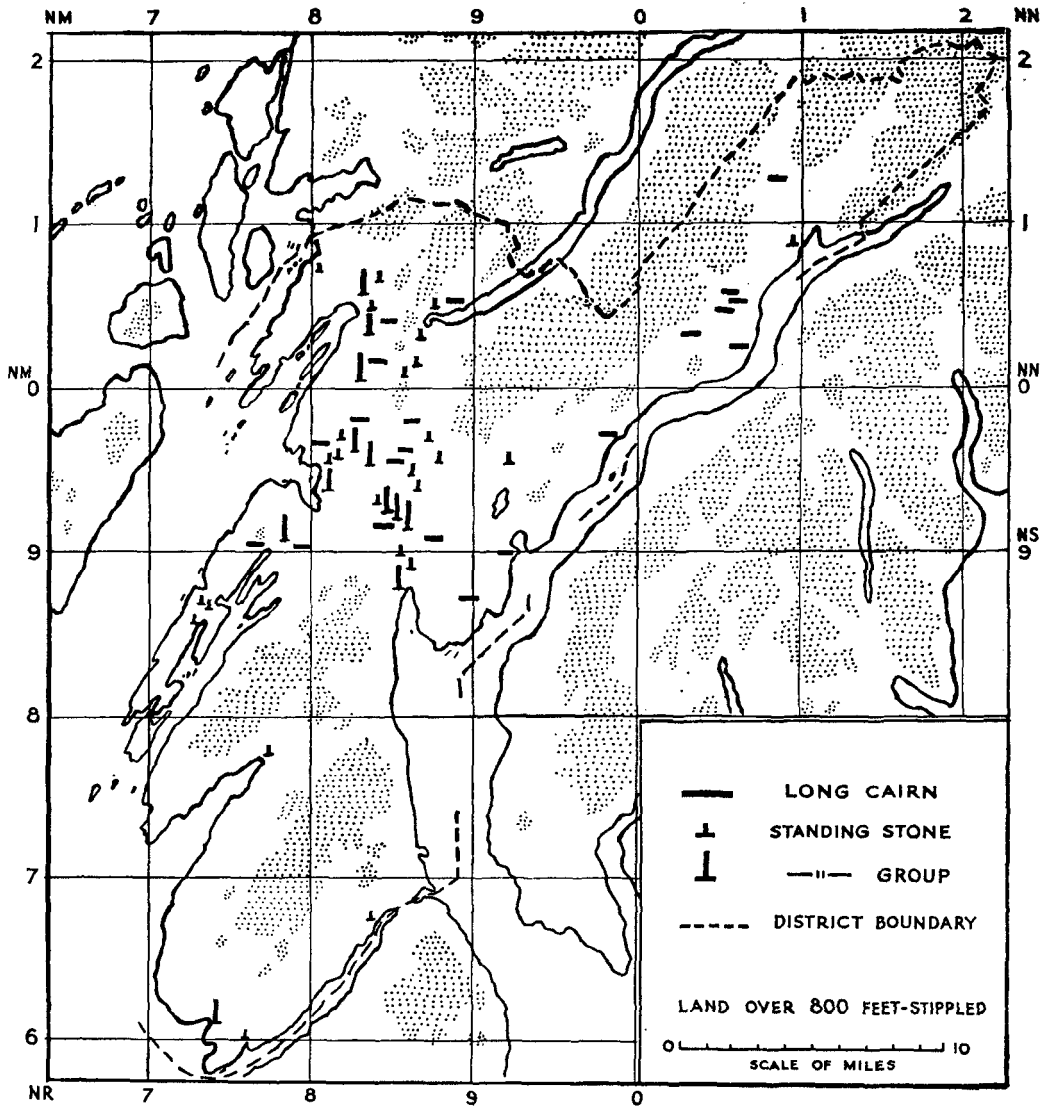 NM 7 8 9 0 1 2 NN
2 2
1 1
NM 0 NN 0
9 NS 9
8
7
6
NR 7 8 9 0
LONG CAIRN
STANDING STONE
—"— GROUP
DISTRICT BOUNDARY
LAND OVER 800 FEET-STIPPLED
0 10
SCALE OF MILES